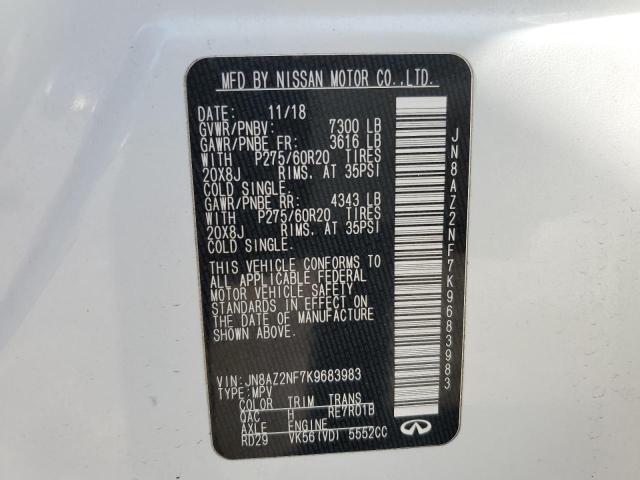 MFD BY NISSAN MOTOR CO.,LTD.
DATE: 11/18
GVWR/PNBV: 7300 LB
GAWR/PNBE FR: 3616 LB
WITH P275/60R20 TIRES
20X8J RIMS. AT 35PSI
COLD SINGLE.
GAWR/PNBE RR: 4343 LB
WITH P275/60R20 TIRES
20X8J RIMS. AT 35PSI
COLD SINGLE.
THIS VEHICLE CONFORMS TO
ALL APPLICABLE FEDERAL
MOTOR VEHICLE SAFETY
STANDARDS IN EFFECT ON
THE DATE OF MANUFACTURE
SHOWN ABOVE.
VIN: JN8AZ2NF7K9683983
TYPE: MPV
COLOR TRIM TRANS
QAC H RE7R01B
AXLE ENGINE
RD29 VK56(VD) 5552CC
JN8AZ2NF7K9683983